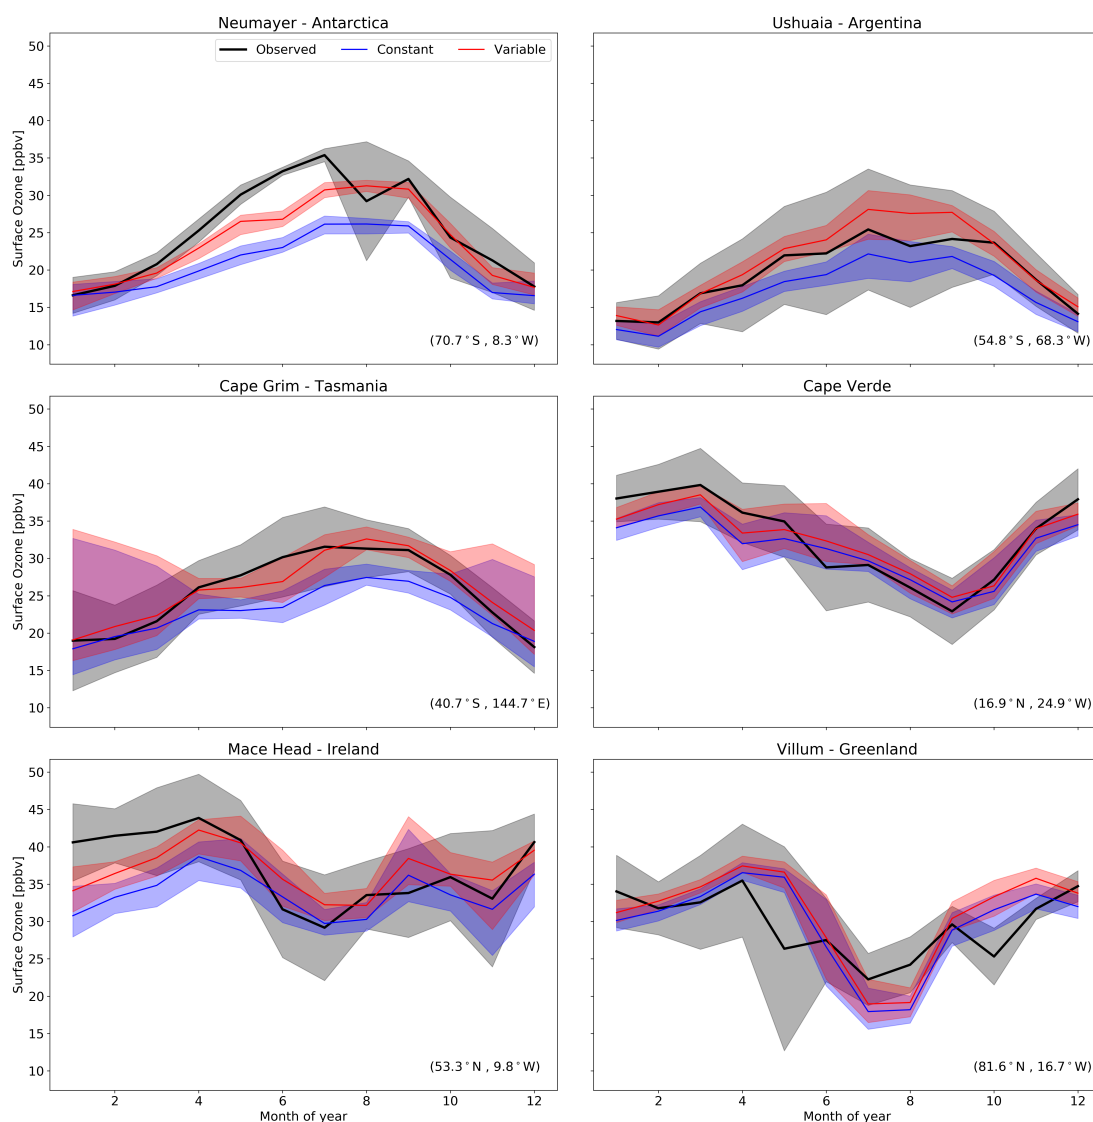 Neumayer - Antarctica
Ushuaia - Argentina
Observed Constant Variable
50
45
40
35
30
25
20
15
10
Surface Ozone [ppbv]
(70.7°S , 8.3°W)
(54.8°S , 68.3°W)
Cape Grim - Tasmania
Cape Verde
50
45
40
35
30
25
20
15
10
Surface Ozone [ppbv]
(40.7°S , 144.7°E)
(16.9°N , 24.9°W)
Mace Head - Ireland
Villum - Greenland
50
45
40
35
30
25
20
15
10
Surface Ozone [ppbv]
(53.3°N , 9.8°W)
(81.6°N , 16.7°W)
2 4 6 8 10 12
2 4 6 8 10 12
Month of year
Month of year